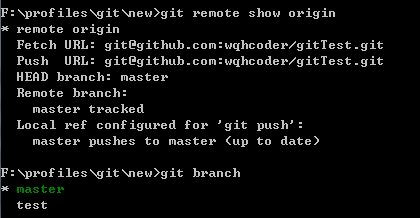 F:\profiles\git\new>git remote show origin
* remote origin
  Fetch URL: git@github.com:wqhcoder/gitTest.git
  Push  URL: git@github.com:wqhcoder/gitTest.git
  HEAD branch: master
  Remote branch:
    master tracked
  Local ref configured for 'git push':
    master pushes to master (up to date)
F:\profiles\git\new>git branch
* master
  test